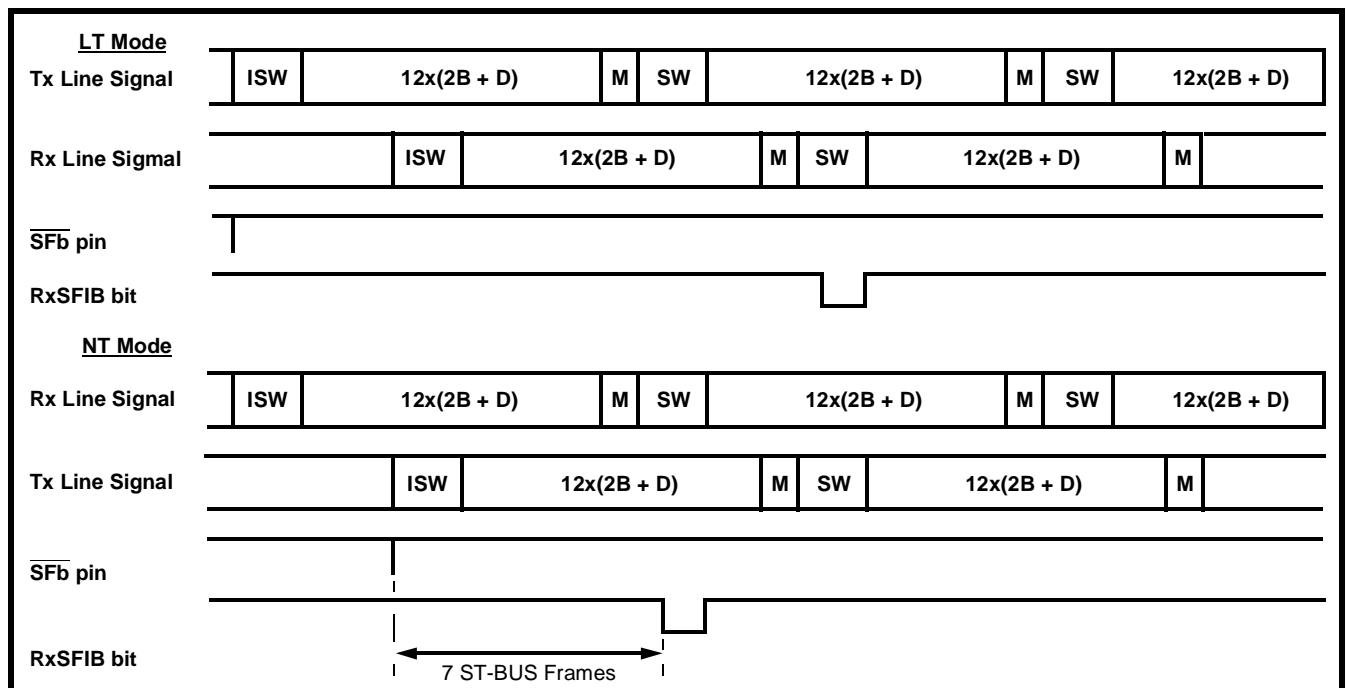 LT Mode
Tx Line Signal ISW 12x(2B + D) M SW 12x(2B + D) M SW 12x(2B + D)
Rx Line Sigmal ISW 12x(2B + D) M SW 12x(2B + D) M
SFb pin
RxSFIB bit
NT Mode
Rx Line Signal ISW 12x(2B + D) M SW 12x(2B + D) M SW 12x(2B + D)
Tx Line Signal ISW 12x(2B + D) M SW 12x(2B + D) M
SFb pin
RxSFIB bit
7 ST-BUS Frames